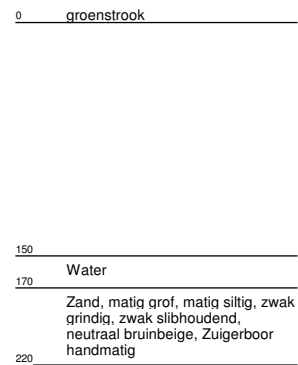 0 groenstrook
150
Water
170
Zand, matig grof, matig siltig, zwak
grindig, zwak slibhoudend,
neutraal bruinbeige, Zuigerboor
handmatig
220